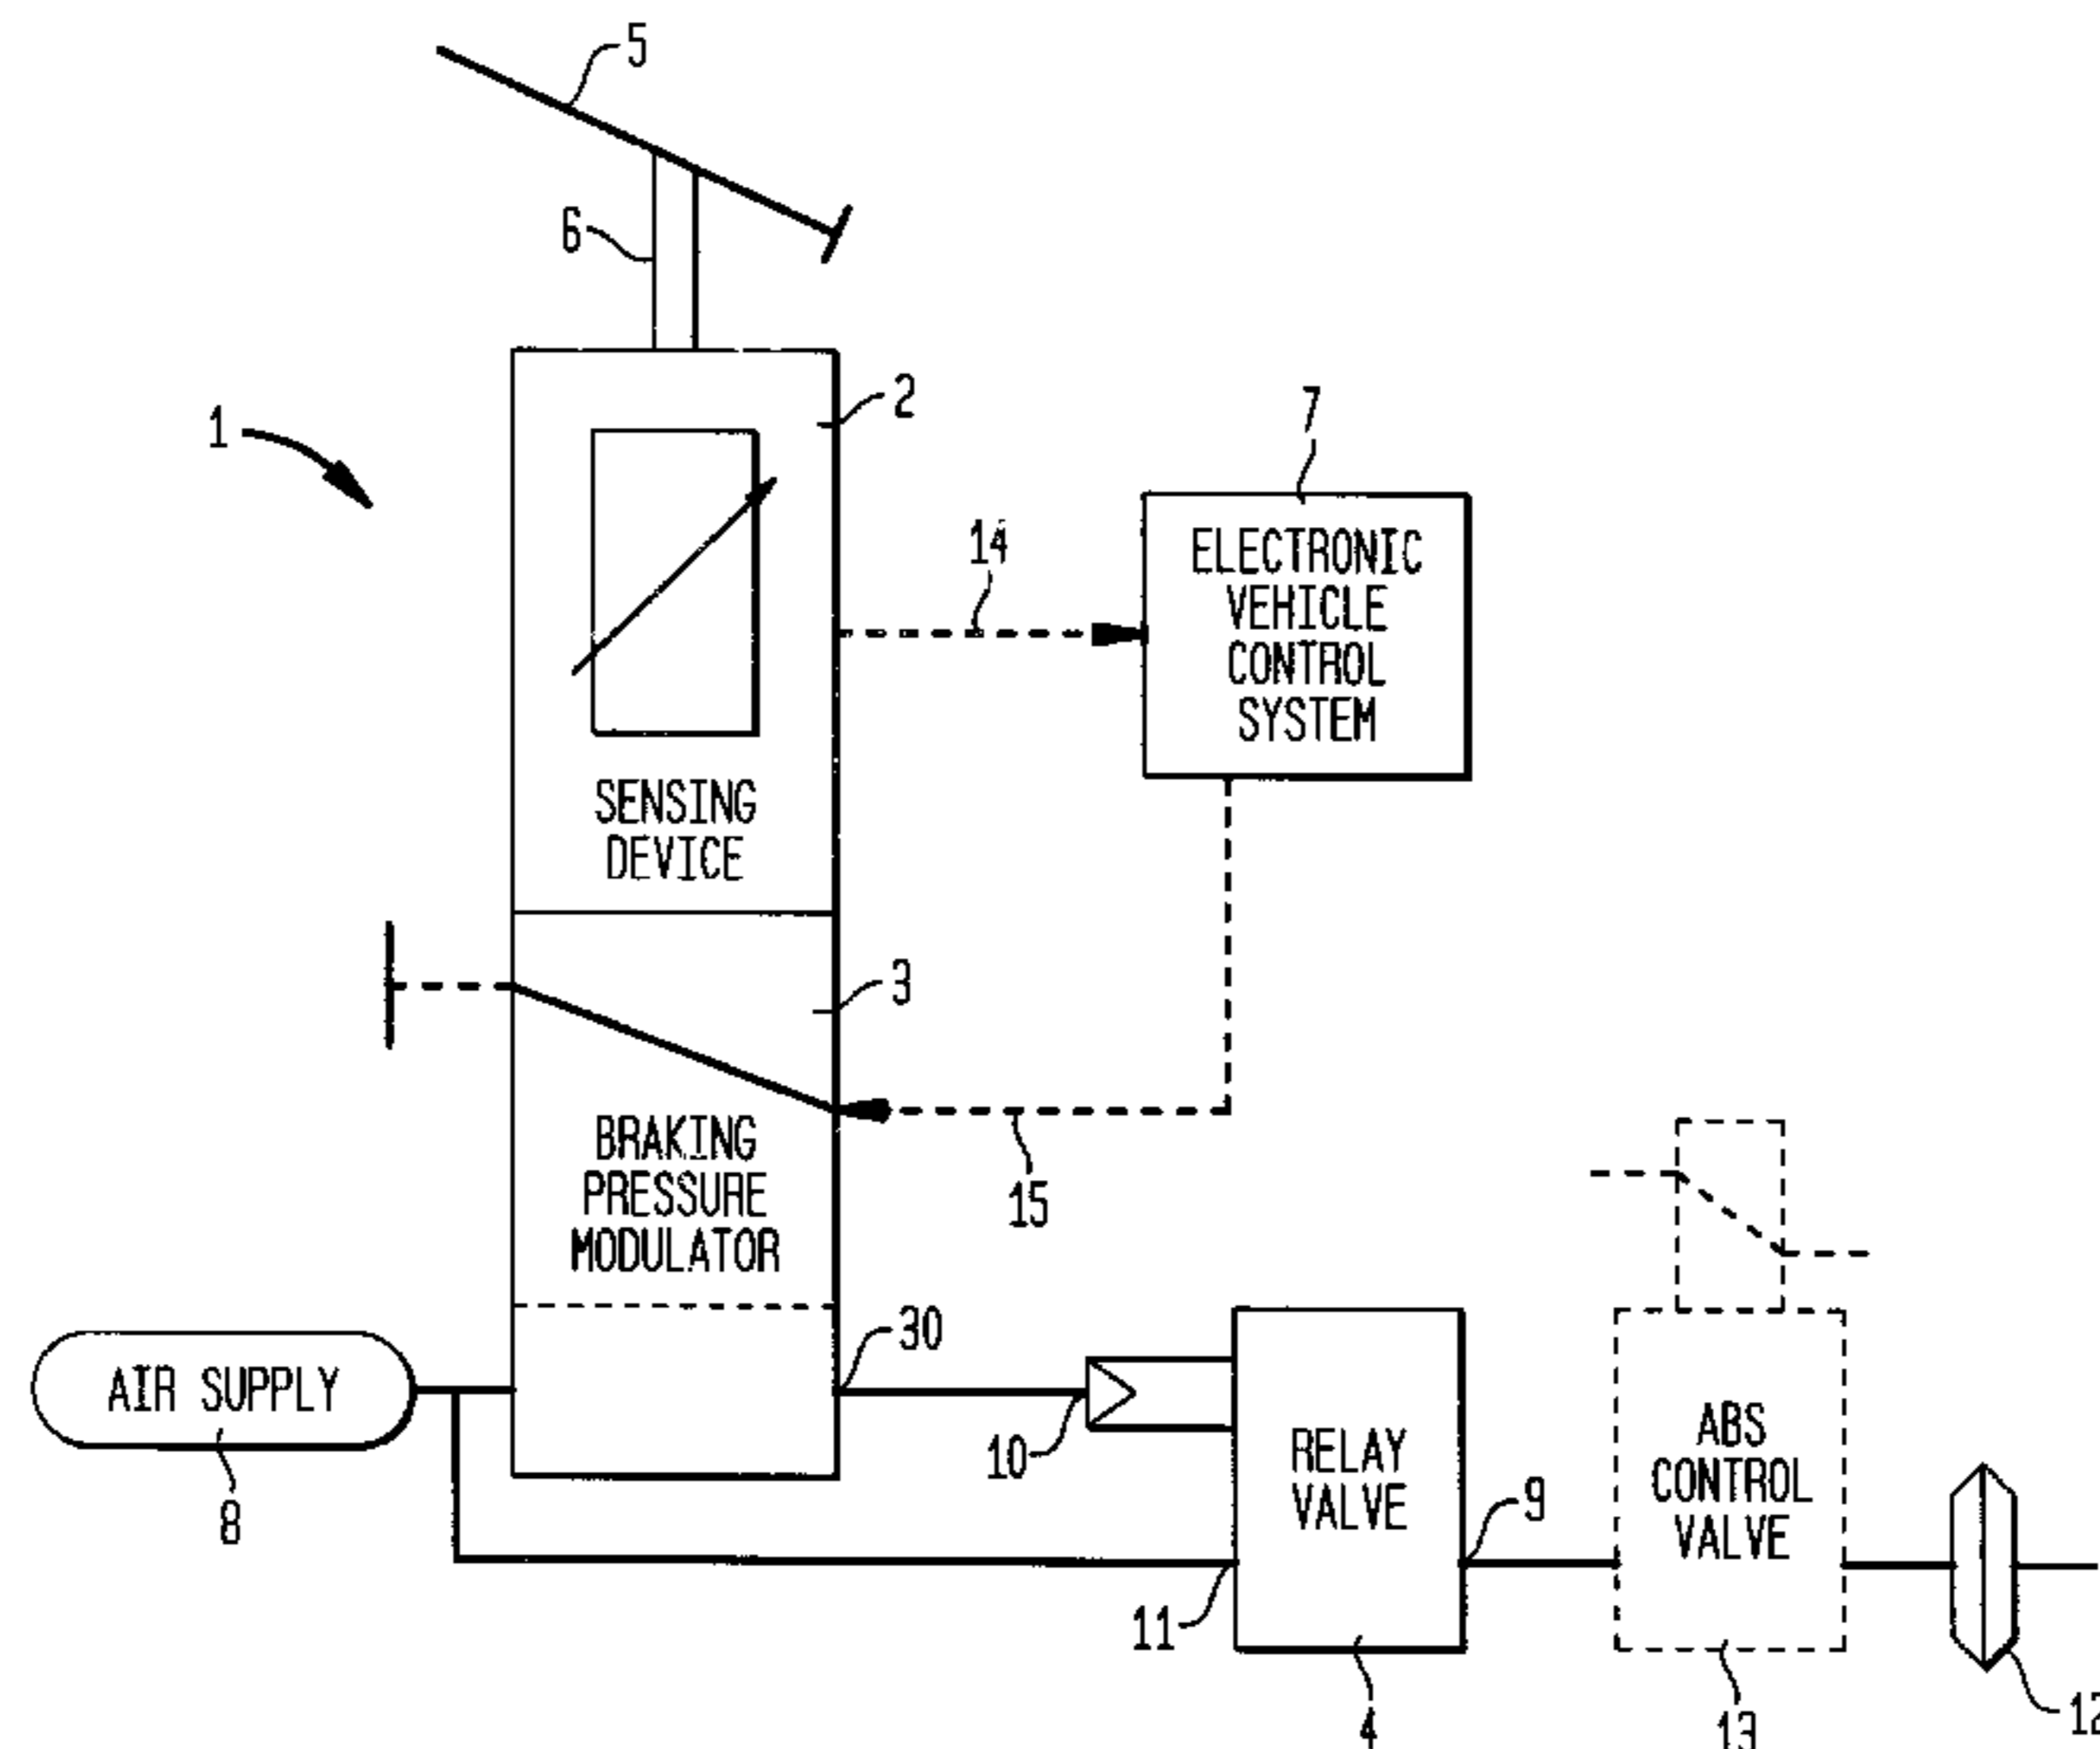 5
6
2
1
7
14
ELECTRONIC
VEHICLE
CONTROL
SYSTEM
SENSING
DEVICE
3
BRAKING
PRESSURE
MODULATOR
15
30
AIR SUPPLY
8
10
RELAY
VALVE
9
ABS
CONTROL
VALVE
11
4
13
12